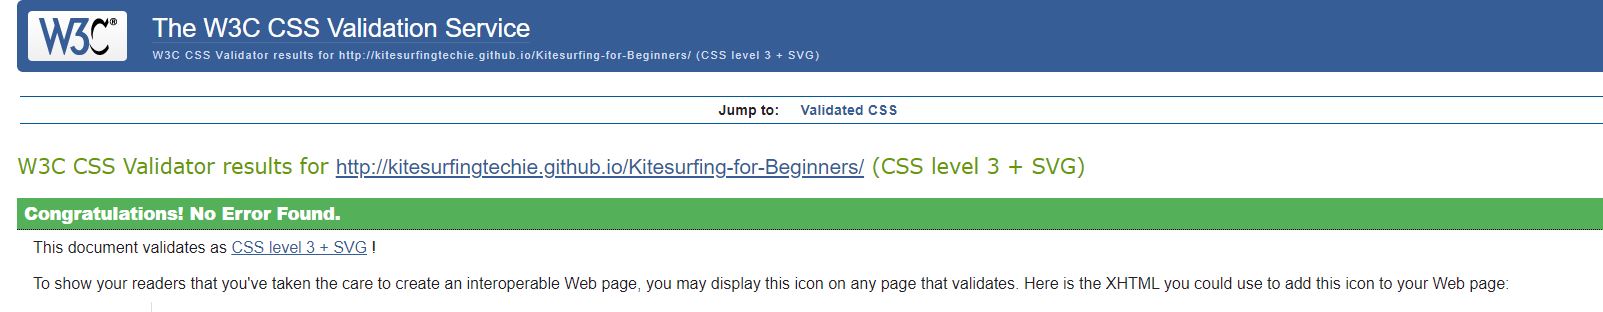 W3C®
The W3C CSS Validation Service
W3C CSS Validator results for http://kitesurfingtechie.github.io/Kitesurfing-for-Beginners/ (CSS level 3 + SVG)
Jump to: Validated CSS
W3C CSS Validator results for http://kitesurfingtechie.github.io/Kitesurfing-for-Beginners/ (CSS level 3 + SVG)
Congratulations! No Error Found.
This document validates as CSS level 3 + SVG !
To show your readers that you've taken the care to create an interoperable Web page, you may display this icon on any page that validates. Here is the XHTML you could use to add this icon to your Web page: